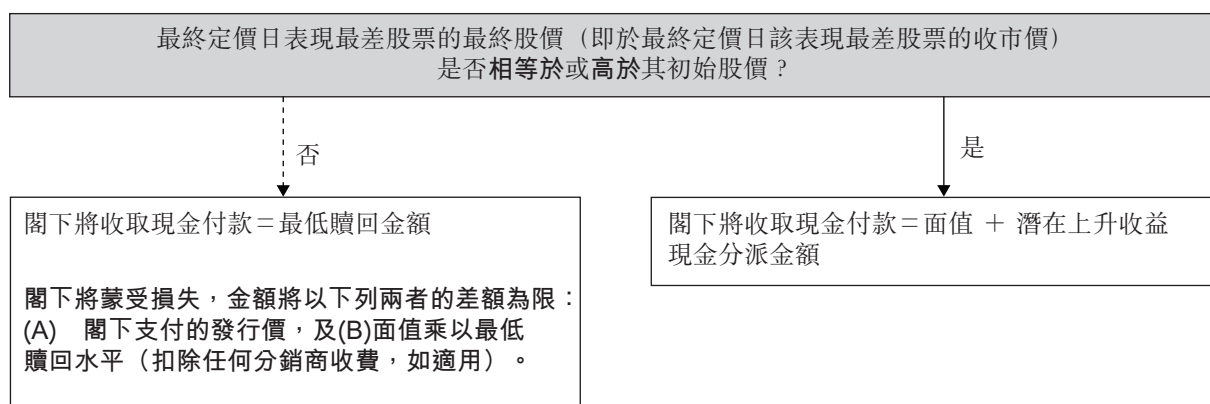 最終定價日表現最差股票的最終股價（即於最終定價日該表現最差股票的收市價）
是否相等於或高於其初始股價？
否
是
閣下將收取現金付款＝最低贖回金額
閣下將蒙受損失，金額將以下列兩者的差額為限：
(A) 閣下支付的發行價，及(B)面值乘以最低
贖回水平（扣除任何分銷商收費，如適用）。
閣下將收取現金付款＝面值 ＋ 潛在上升收益
現金分派金額